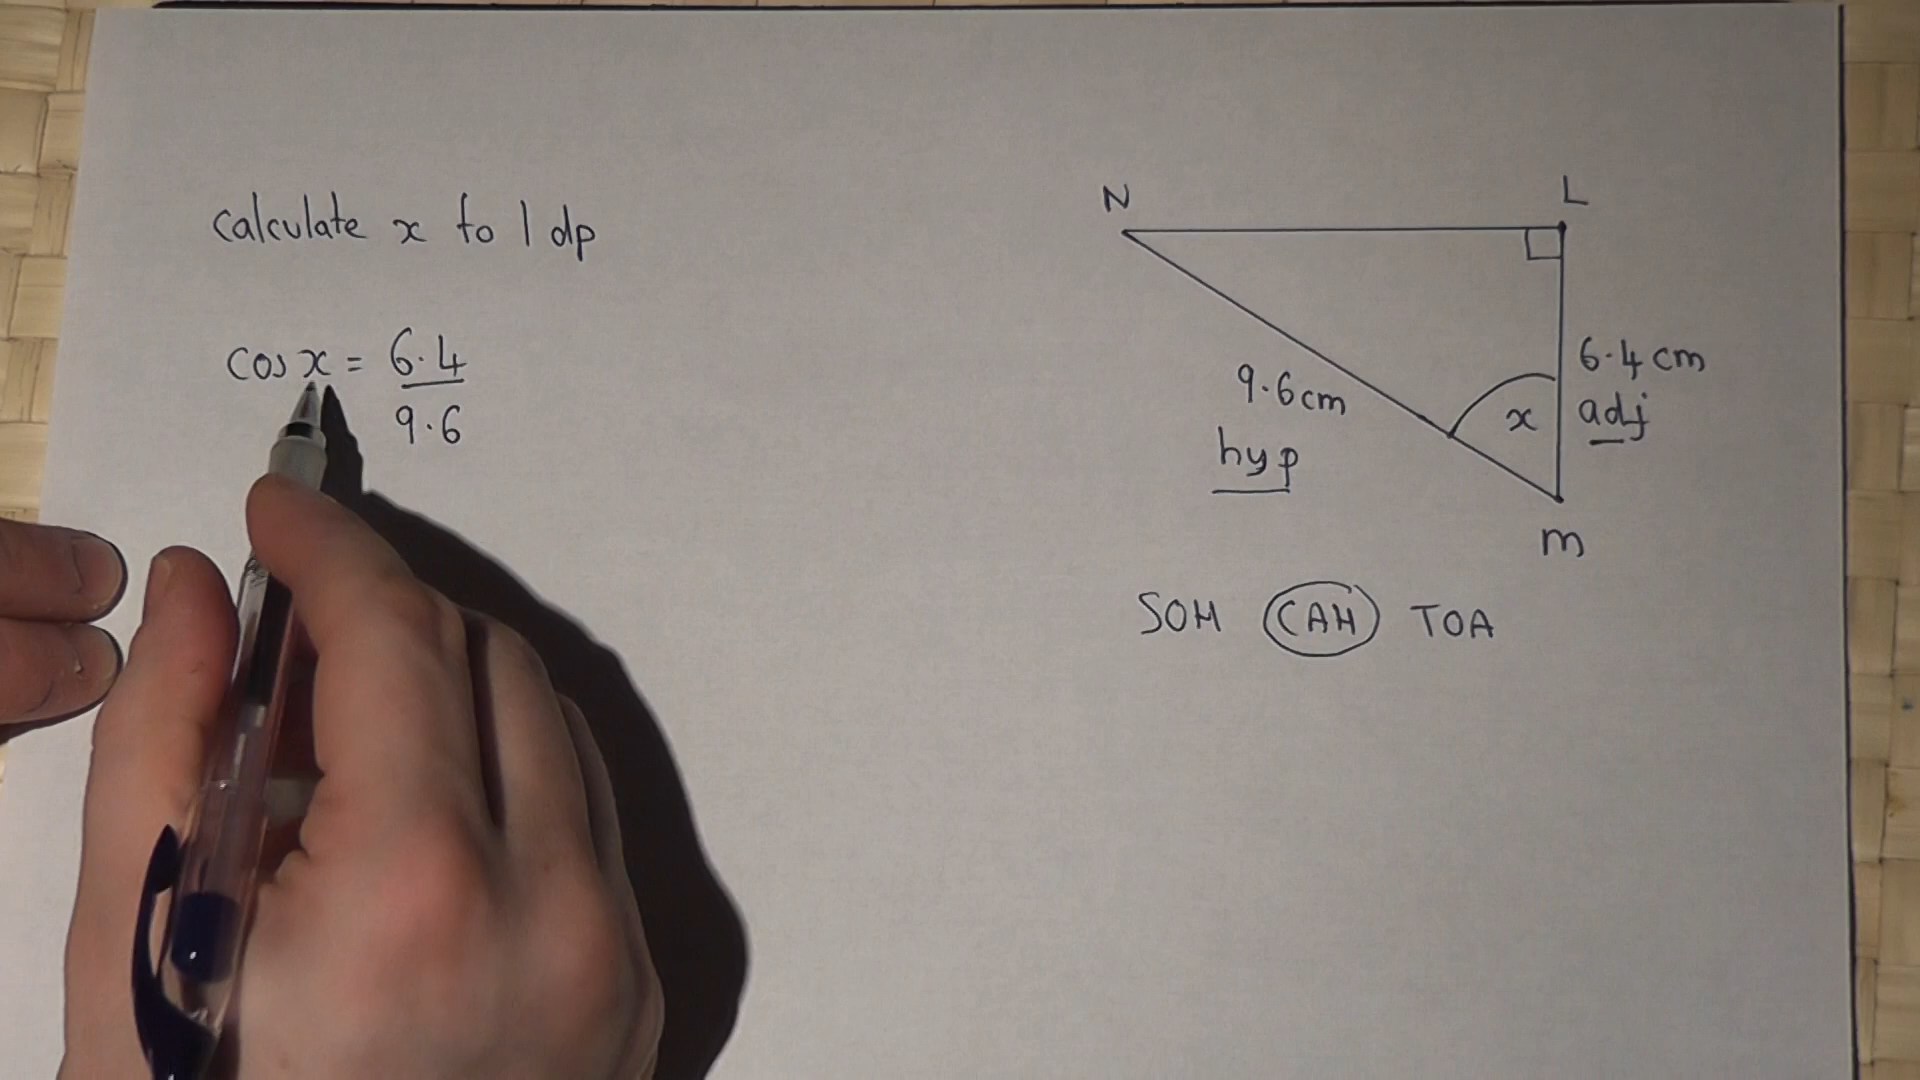 calculate x to 1 dp
cos x = 6.4
9.6
N
L
6.4 cm
9.6cm
x
adj
hyp
m
SOH CAH TOA